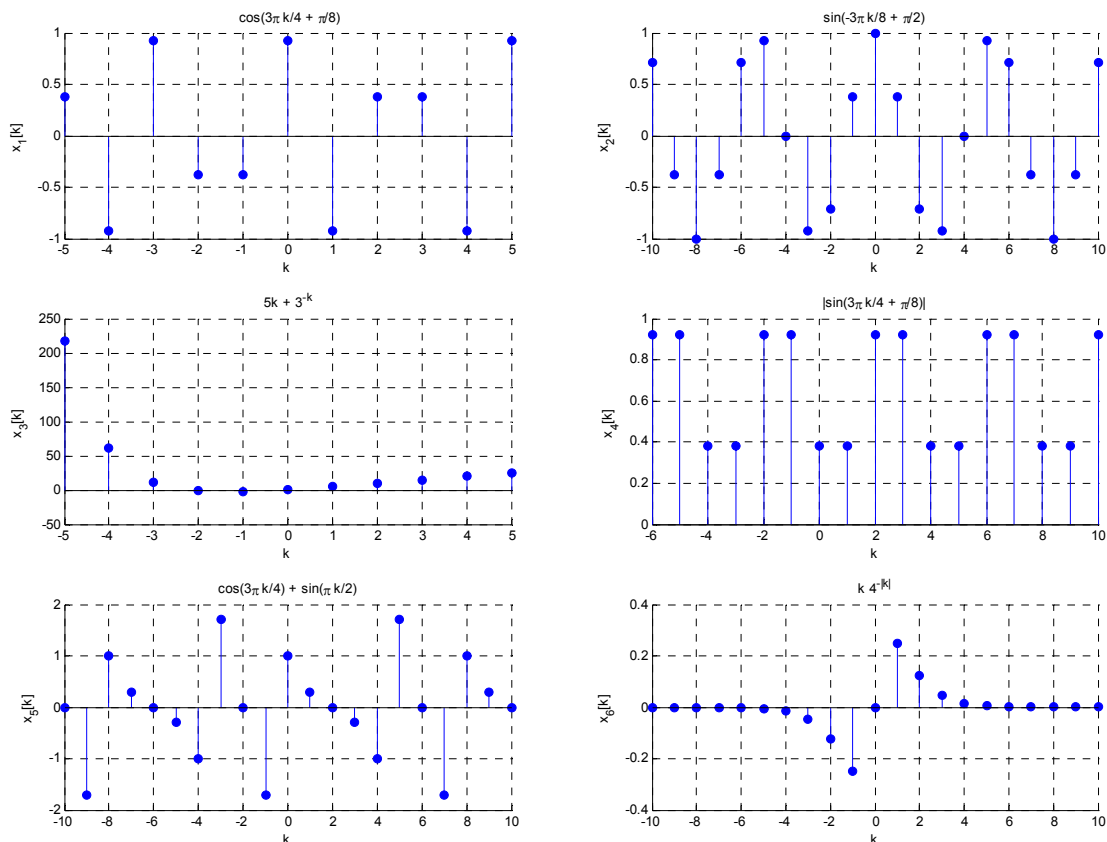 cos(3π k/4 + π/8)
1
0.5
0
-0.5
-1
x1[k]
-5 -4 -3 -2 -1 0 1 2 3 4 5
k
sin(-3π k/8 + π/2)
1
0.5
0
-0.5
-1
x2[k]
-10 -8 -6 -4 -2 0 2 4 6 8 10
k
5k + 3^-k
250
200
150
100
50
0
-50
x3[k]
-5 -4 -3 -2 -1 0 1 2 3 4 5
k
|sin(3π k/4 + π/8)|
1
0.8
0.6
0.4
0.2
0
x4[k]
-6 -4 -2 0 2 4 6 8 10
k
cos(3π k/4) + sin(π k/2)
2
1
0
-1
-2
x5[k]
-10 -8 -6 -4 -2 0 2 4 6 8 10
k
k 4^-|k|
0.4
0.2
0
-0.2
-0.4
x6[k]
-10 -8 -6 -4 -2 0 2 4 6 8 10
k